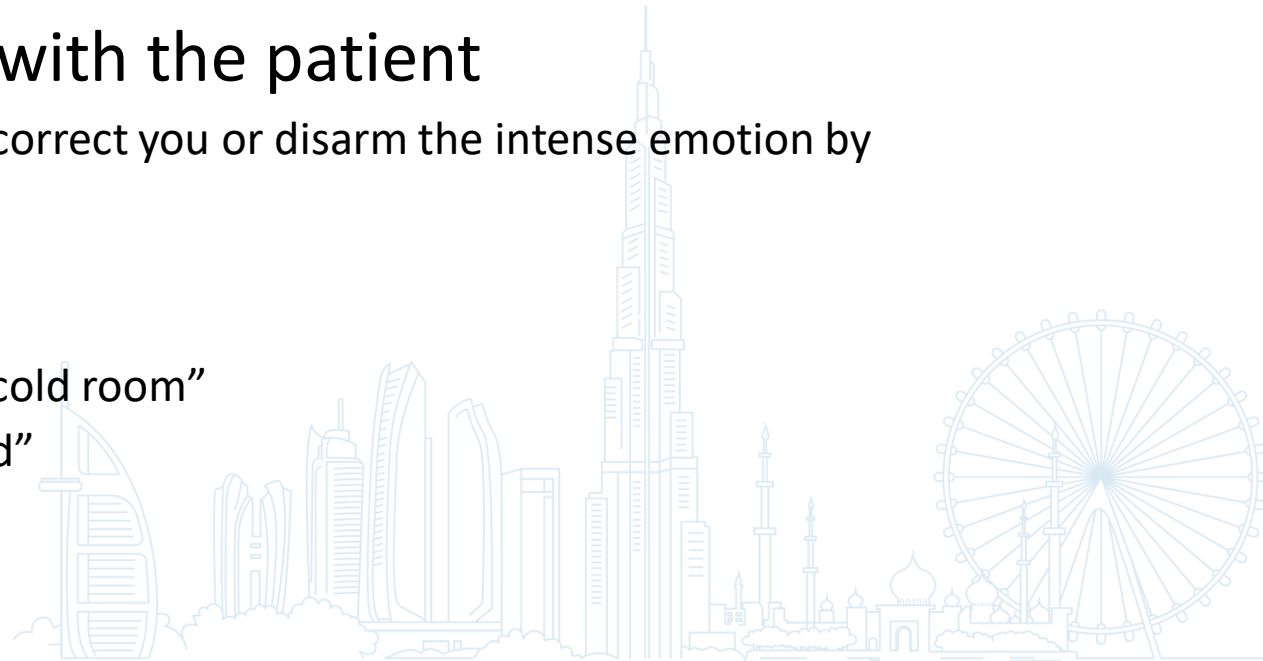 with the patient
correct you or disarm the intense emotion by
cold room”
d”